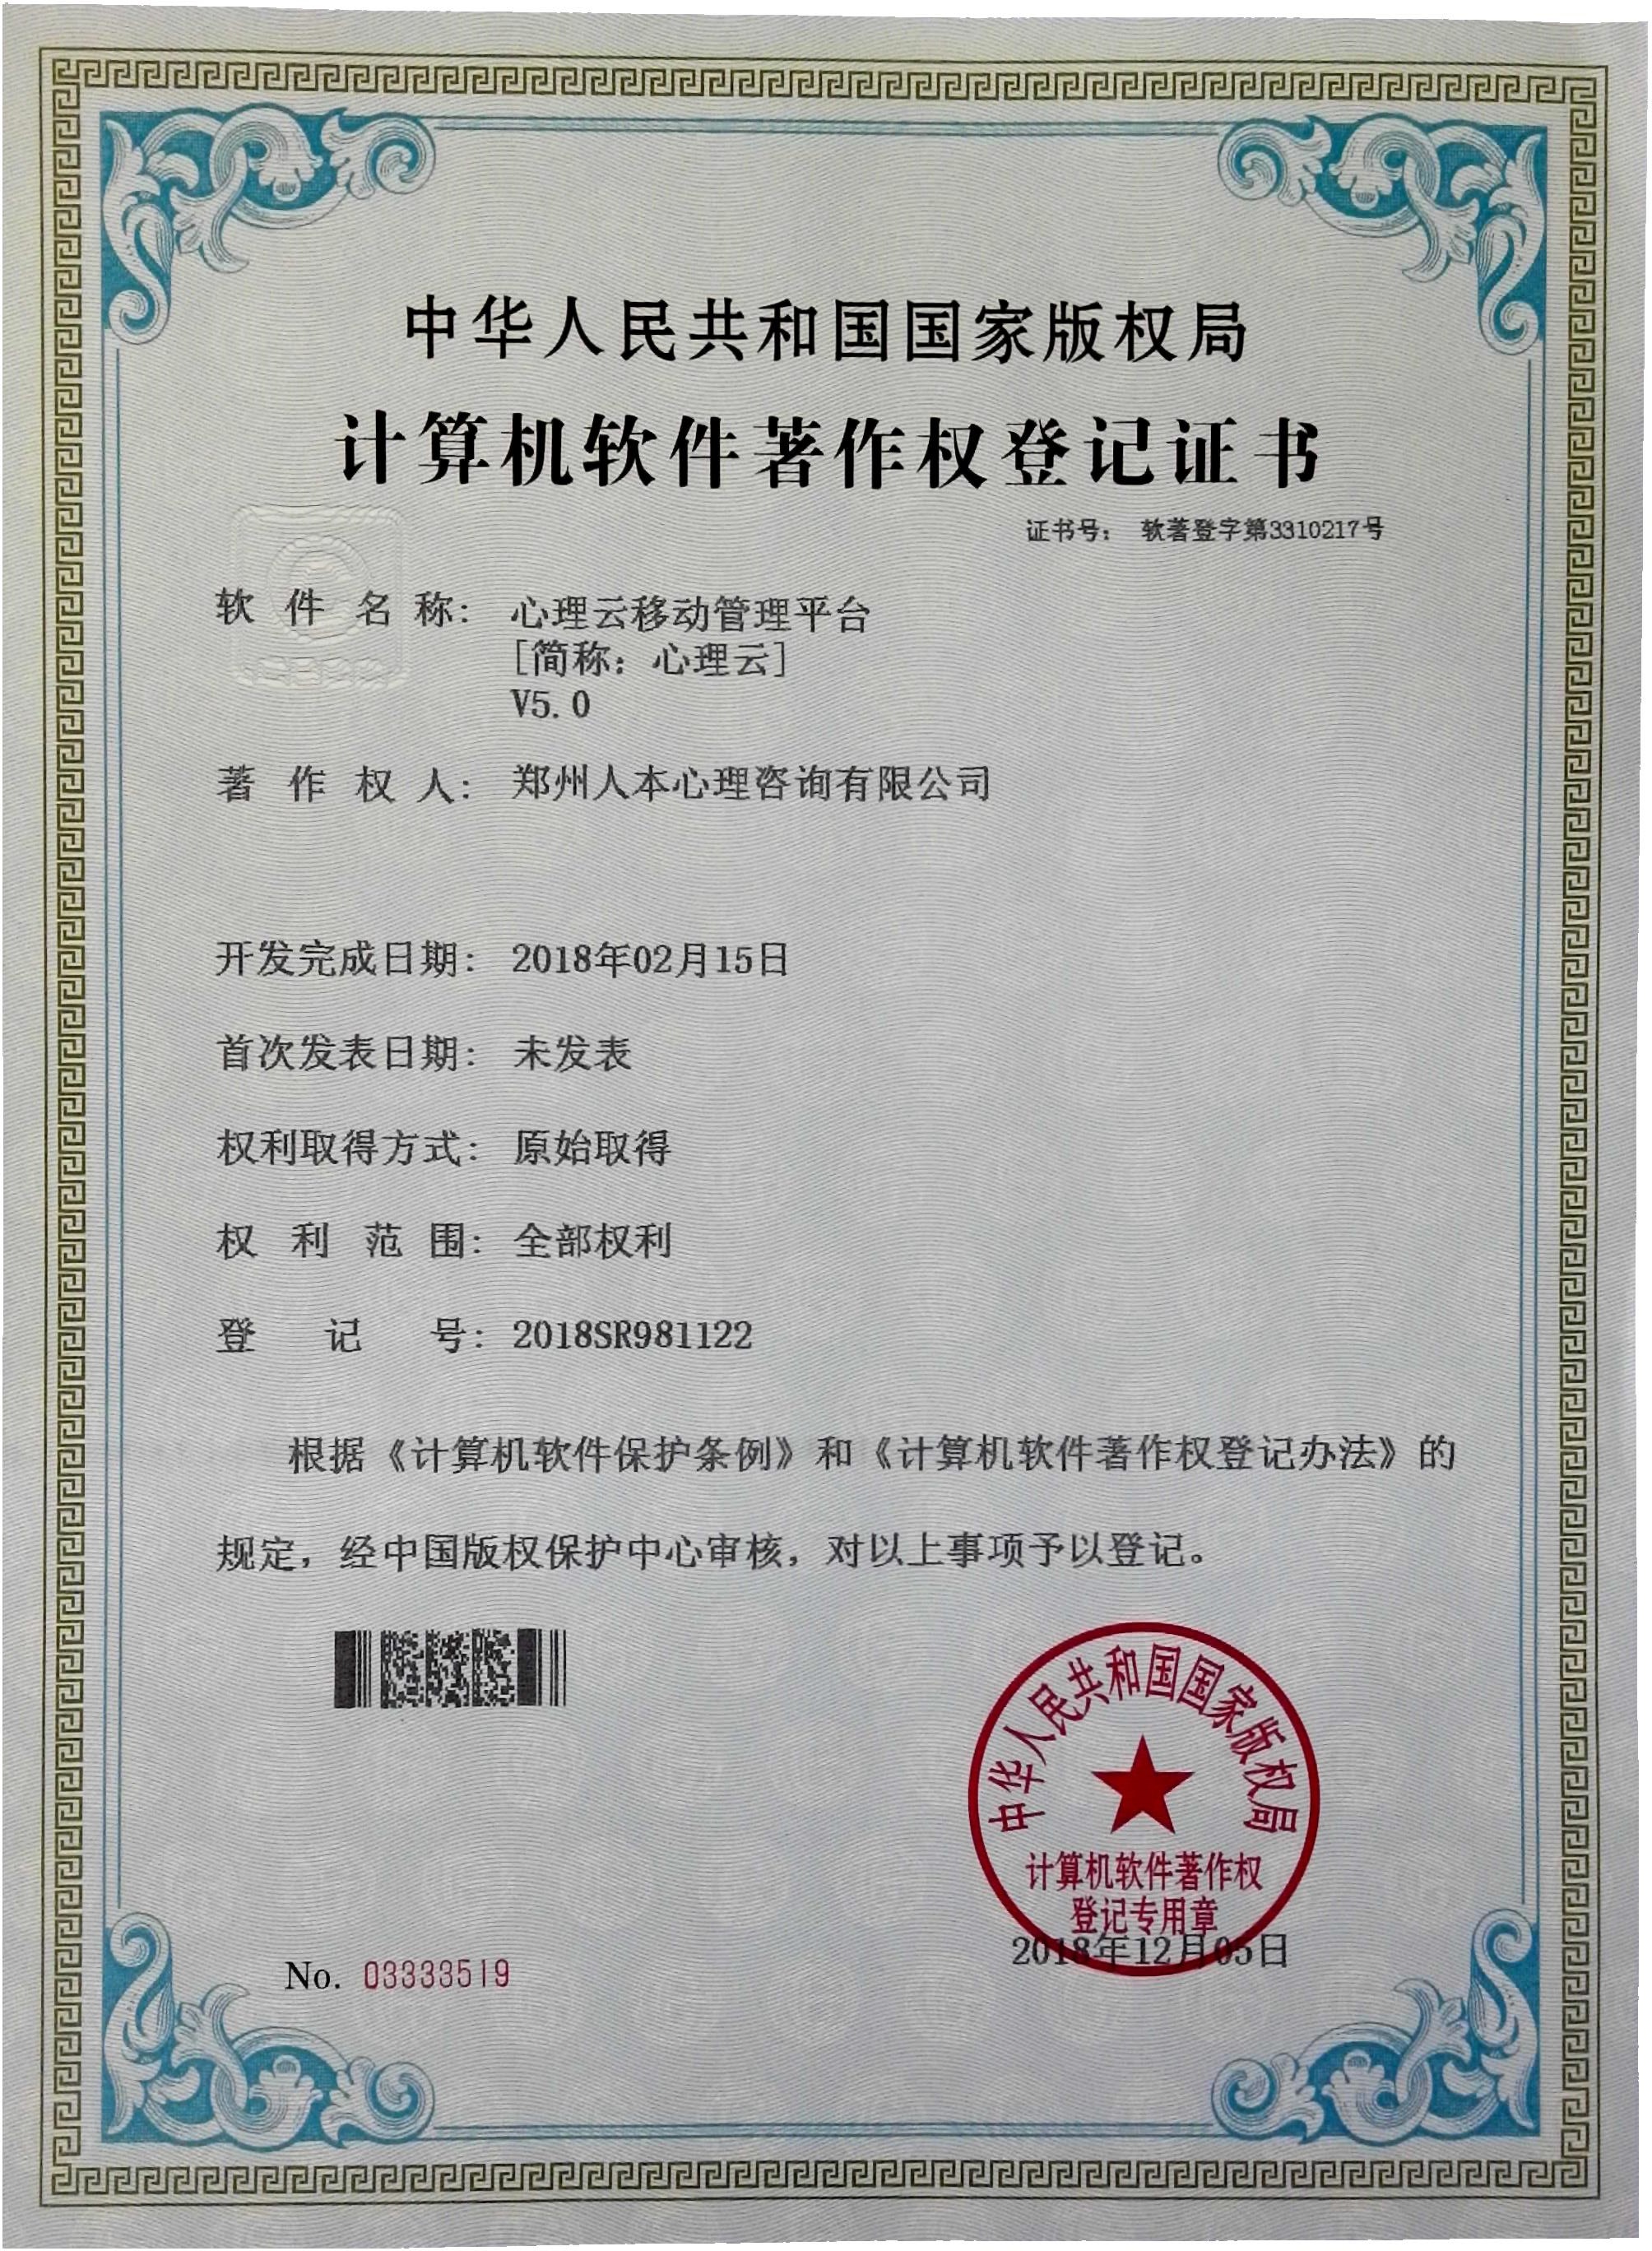 中华人民共和国国家版权局
计算机软件著作权登记证书
证书号： 软著登字第3310217号
软件名称： 心理云移动管理平台
[简称：心理云]
V5.0
著作权人： 郑州人本心理咨询有限公司
开发完成日期： 2018年02月15日
首次发表日期： 未发表
权利取得方式： 原始取得
权利范围： 全部权利
登记号： 2018SR981122
根据《计算机软件保护条例》和《计算机软件著作权登记办法》的
规定，经中国版权保护中心审核，对以上事项予以登记。
中华人民共和国国家版权局
计算机软件著作权
登记专用章
2018年12月05日
No. 03333519